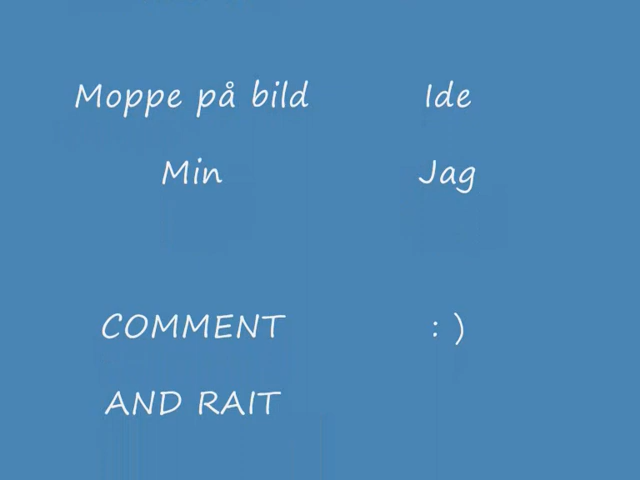 Moppe på bild Ide
Min Jag
COMMENT : )
AND RAIT